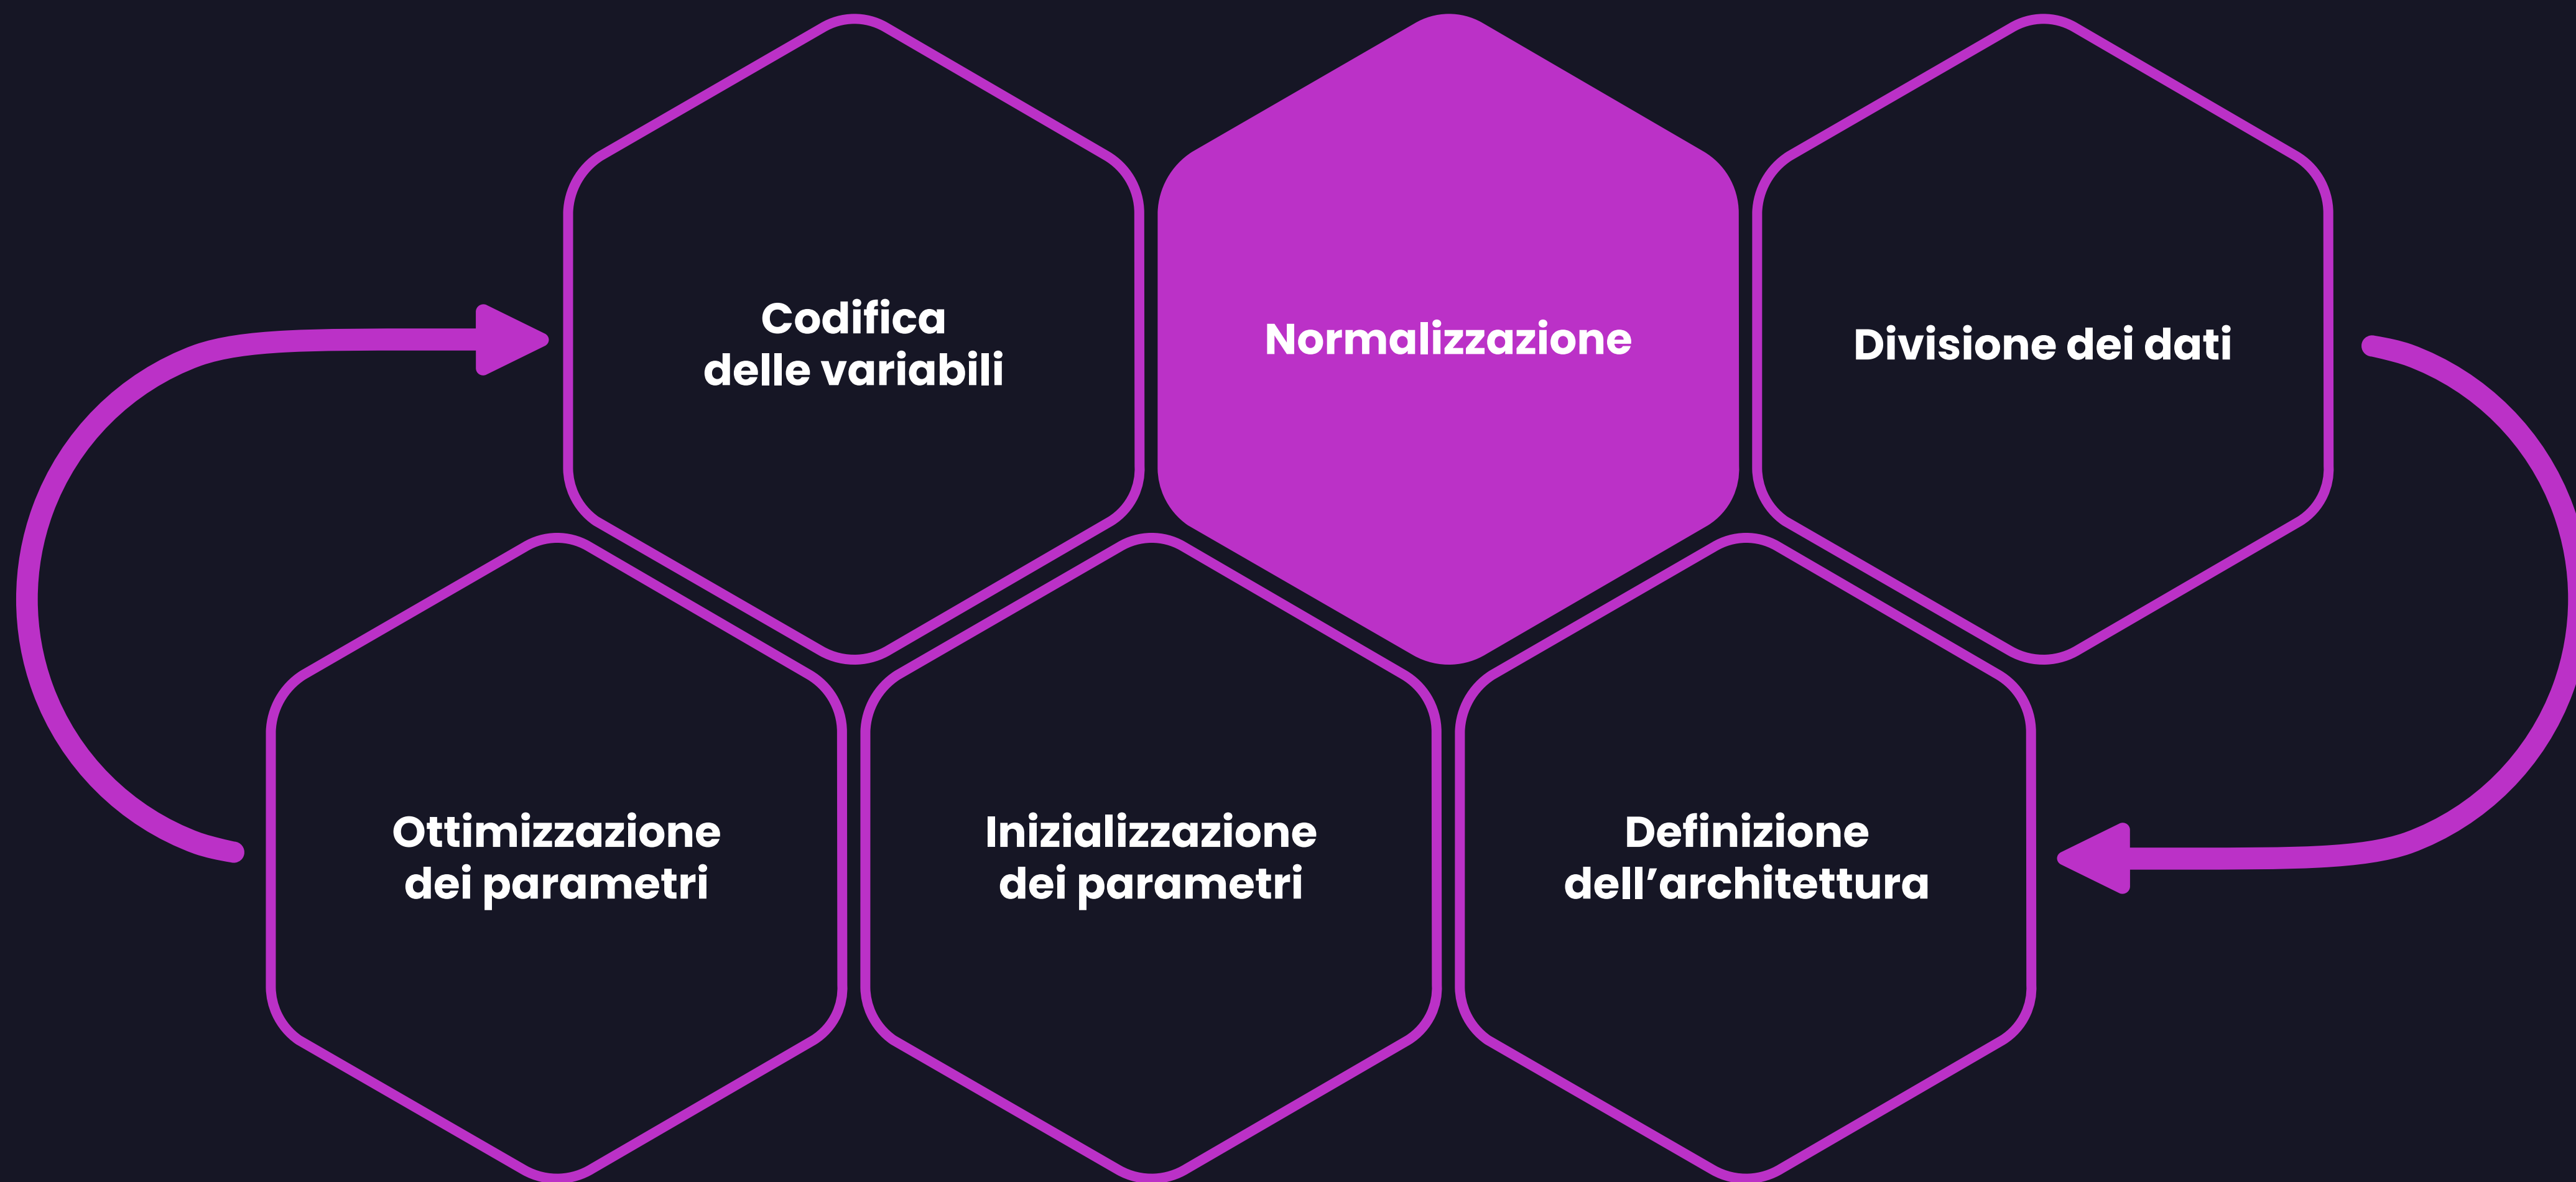 Codifica
delle variabili
Normalizzazione
Divisione dei dati
Ottimizzazione
dei parametri
Inizializzazione
dei parametri
Definizione
dell’architettura